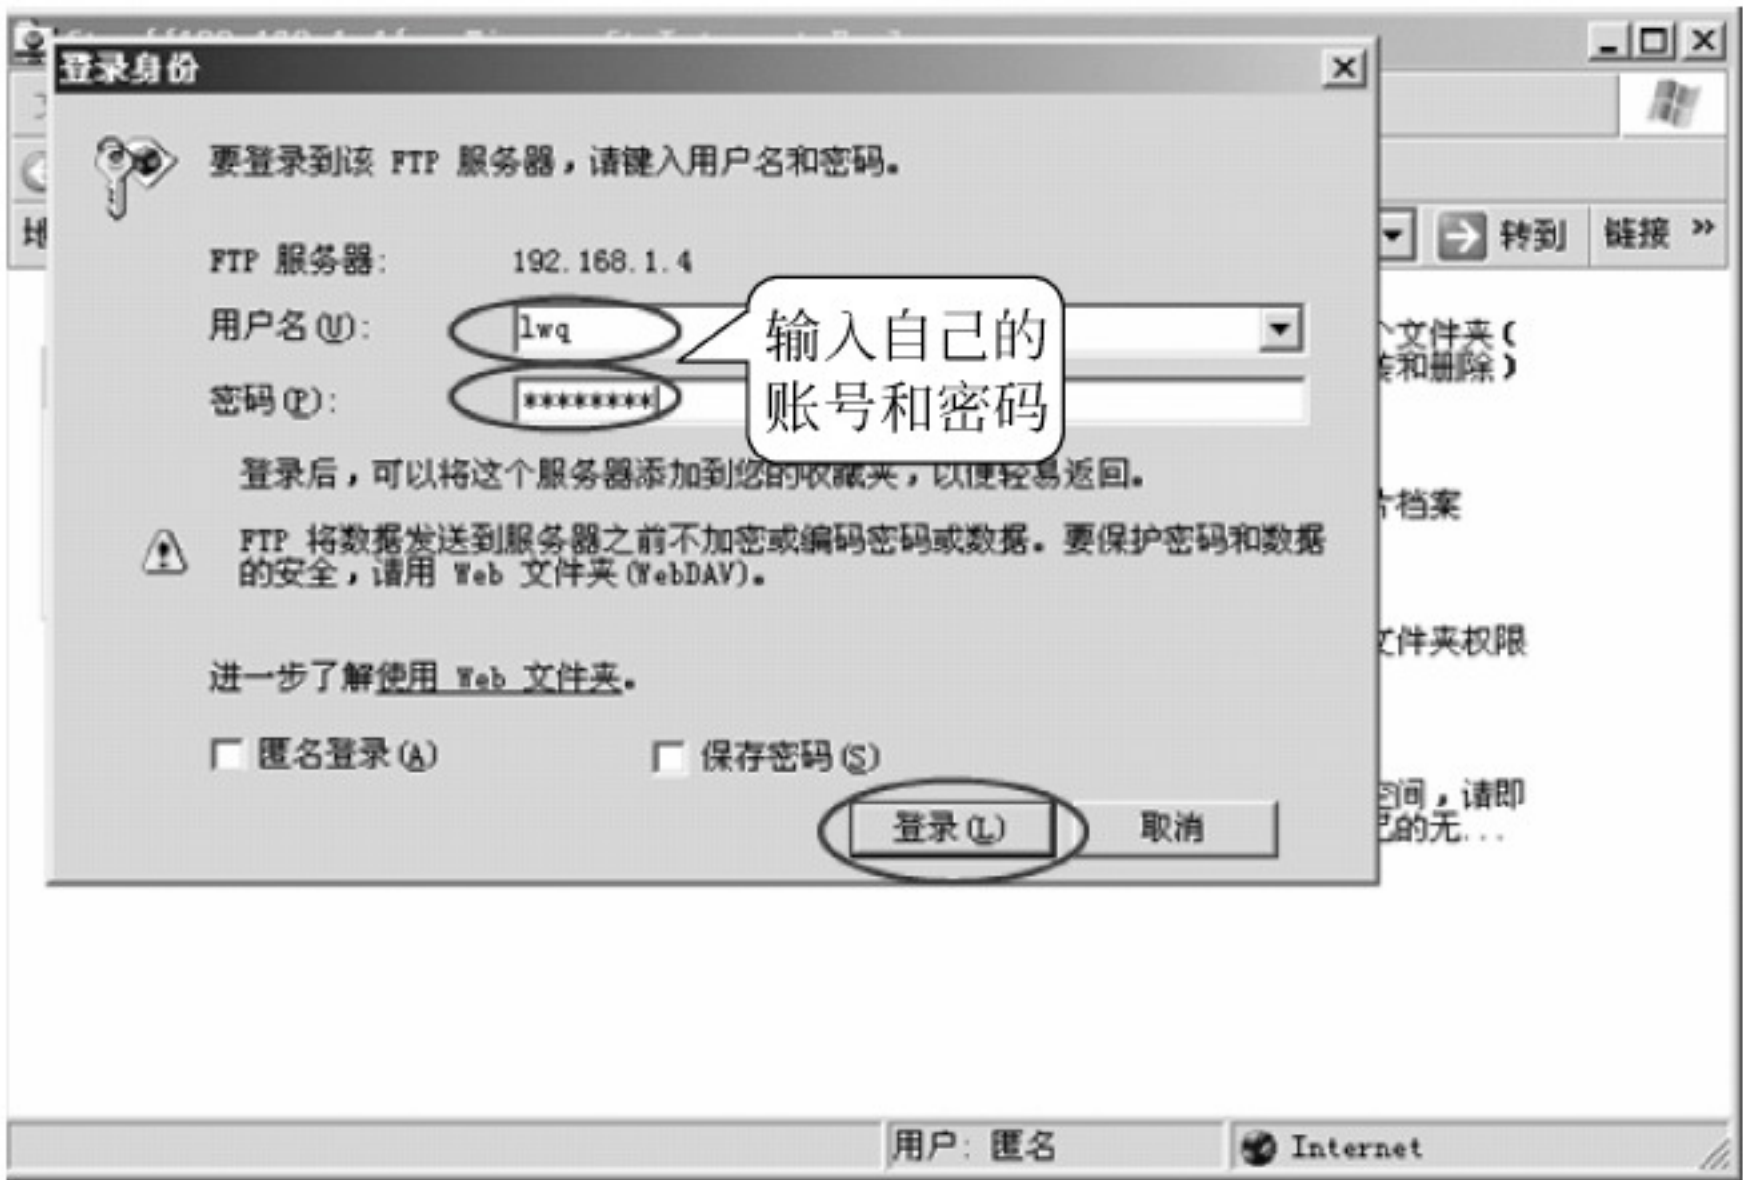 登录身份
要登录到该 FTP 服务器，请键入用户名和密码。
转到 链接 »
FTP 服务器: 192.168.1.4
用户名(U): lwq
输入自己的
账号和密码
密码(P): ********
登录后，可以将这个服务器添加到您的收藏夹，以便轻易返回。
FTP 将数据发送到服务器之前不加密或编码密码或数据。要保护密码和数据
的安全，请用 Web 文件夹(WebDAV)。
进一步了解使用 Web 文件夹。
匿名登录(A) 保存密码(S)
登录(L) 取消
文件夹(
和删除)
档案
文件夹权限
间，请即
的无...
用户: 匿名 Internet